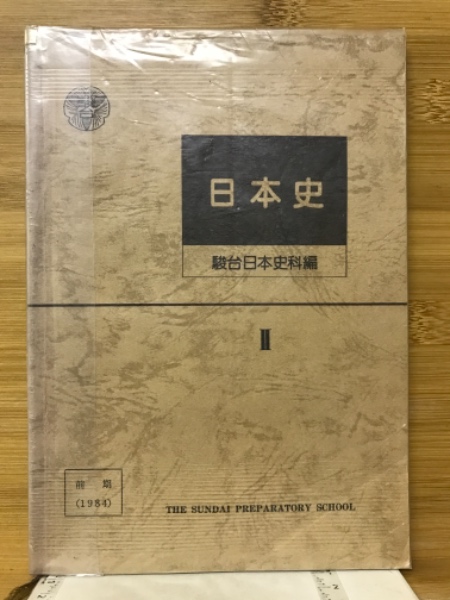 日本史
駿台日本史科編
II
前期
(1984)
THE SUNDAI PREPARATORY SCHOOL